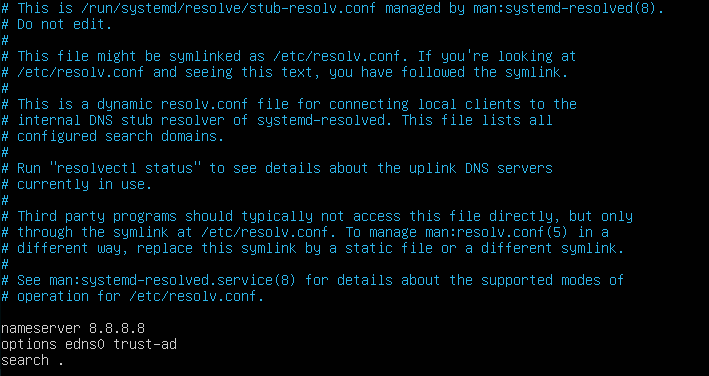 # This is /run/systemd/resolve/stub-resolv.conf managed by man:systemd-resolved(8).
# Do not edit.
#
# This file might be symlinked as /etc/resolv.conf. If you're looking at
# /etc/resolv.conf and seeing this text, you have followed the symlink.
#
# This is a dynamic resolv.conf file for connecting local clients to the
# internal DNS stub resolver of systemd-resolved. This file lists all
# configured search domains.
#
# Run "resolvectl status" to see details about the uplink DNS servers
# currently in use.
#
# Third party programs should typically not access this file directly, but only
# through the symlink at /etc/resolv.conf. To manage man:resolv.conf(5) in a
# different way, replace this symlink by a static file or a different symlink.
#
# See man:systemd-resolved.service(8) for details about the supported modes of
# operation for /etc/resolv.conf.
nameserver 8.8.8.8
options edns0 trust-ad
search .